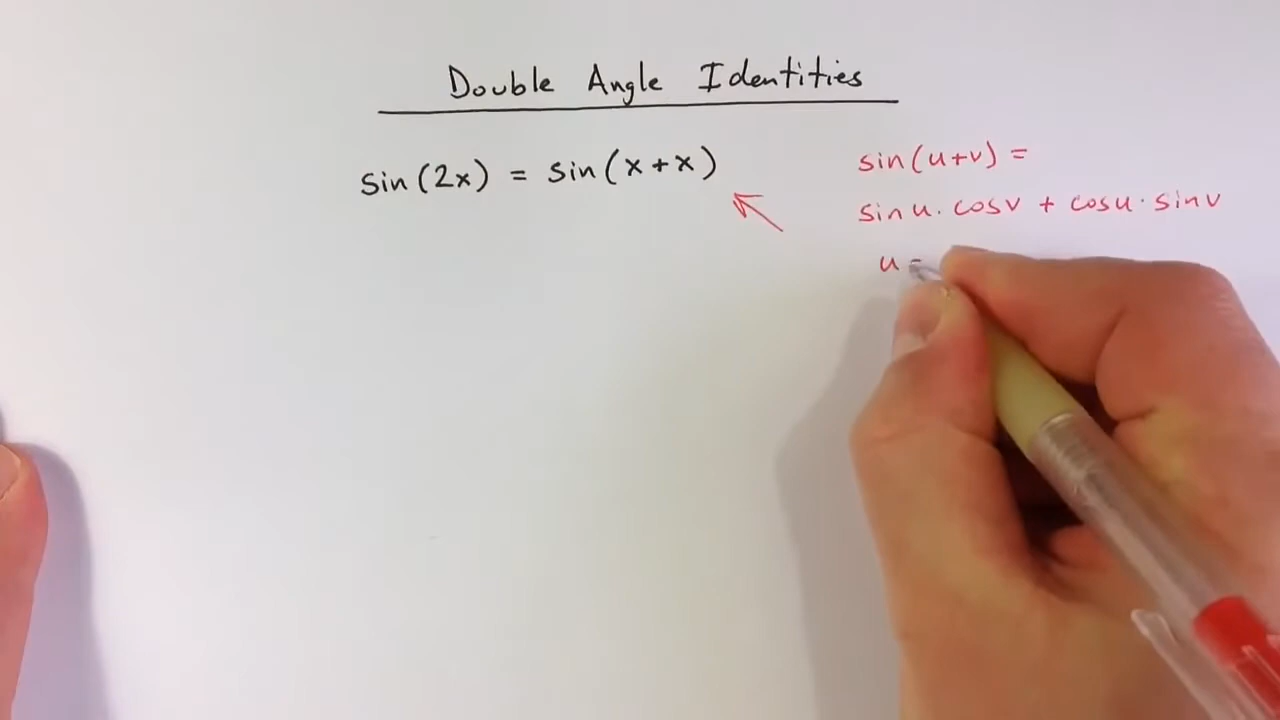 Double Angle Identities
sin(2x) = sin(x+x)
sin(u+v) =
sin u · cos v + cos u · sin v
u =